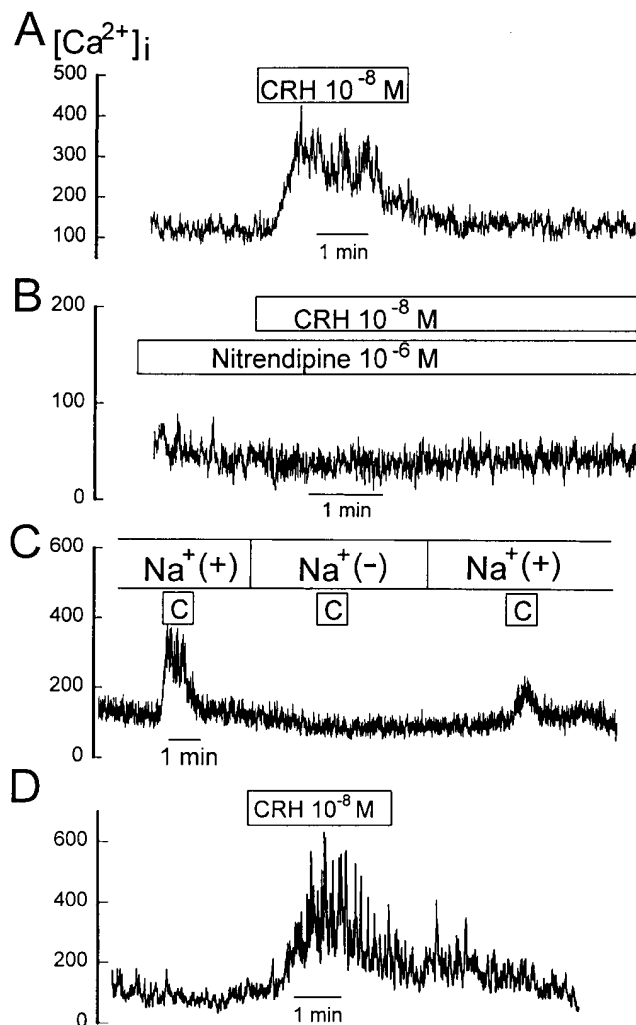 A [Ca²⁺]i
500
400
300
200
100
CRH 10⁻⁸ M
1 min
B
200
100
0
CRH 10⁻⁸ M
Nitrendipine 10⁻⁶ M
1 min
C
600
400
200
0
Na⁺(+) Na⁺(-) Na⁺(+)
C C C
1 min
D
600
400
200
0
CRH 10⁻⁸ M
1 min